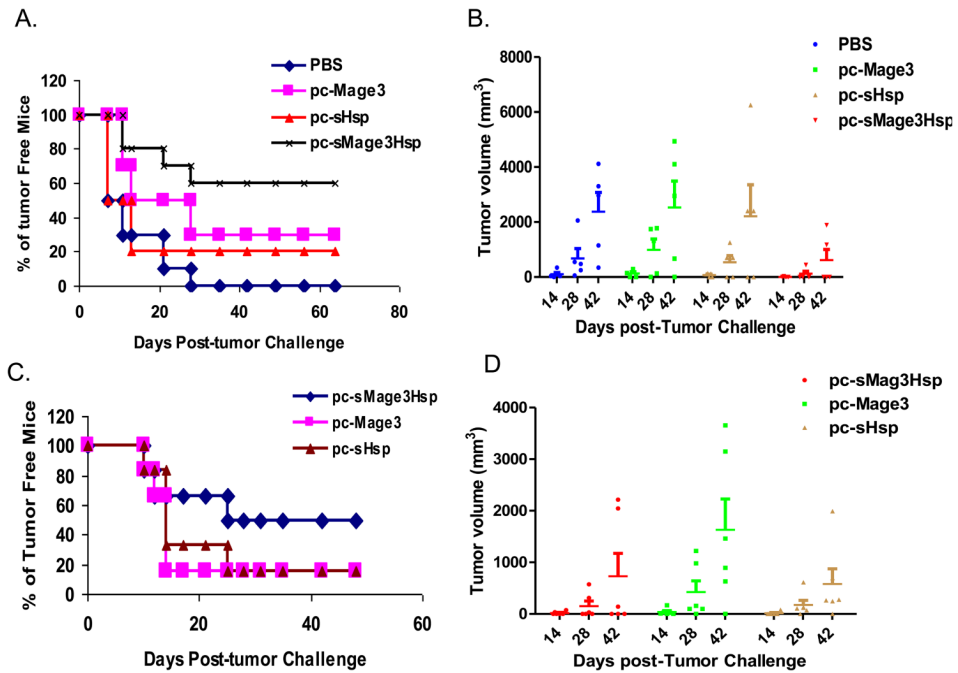 A.
PBS
pc-Mage3
pc-sHsp
pc-sMage3Hsp
% of tumor Free Mice
120
100
80
60
40
20
0
0 20 40 60 80
Days Post-tumor Challenge
B.
PBS
pc-Mage3
pc-sHsp
pc-sMage3Hsp
Tumor volume (mm3)
8000
6000
4000
2000
0
14 28 42 14 28 42 14 28 42 14 28 42
Days post-Tumor Challenge
C.
pc-sMage3Hsp
pc-Mage3
pc-sHsp
% of Tumor Free Mice
120
100
80
60
40
20
0
0 20 40 60
Days Post-tumor Challenge
D
pc-sMag3Hsp
pc-Mage3
pc-sHsp
Tumor volume (mm3)
4000
3000
2000
1000
0
14 28 42 14 28 42 14 28 42
Days post-Tumor Challenge